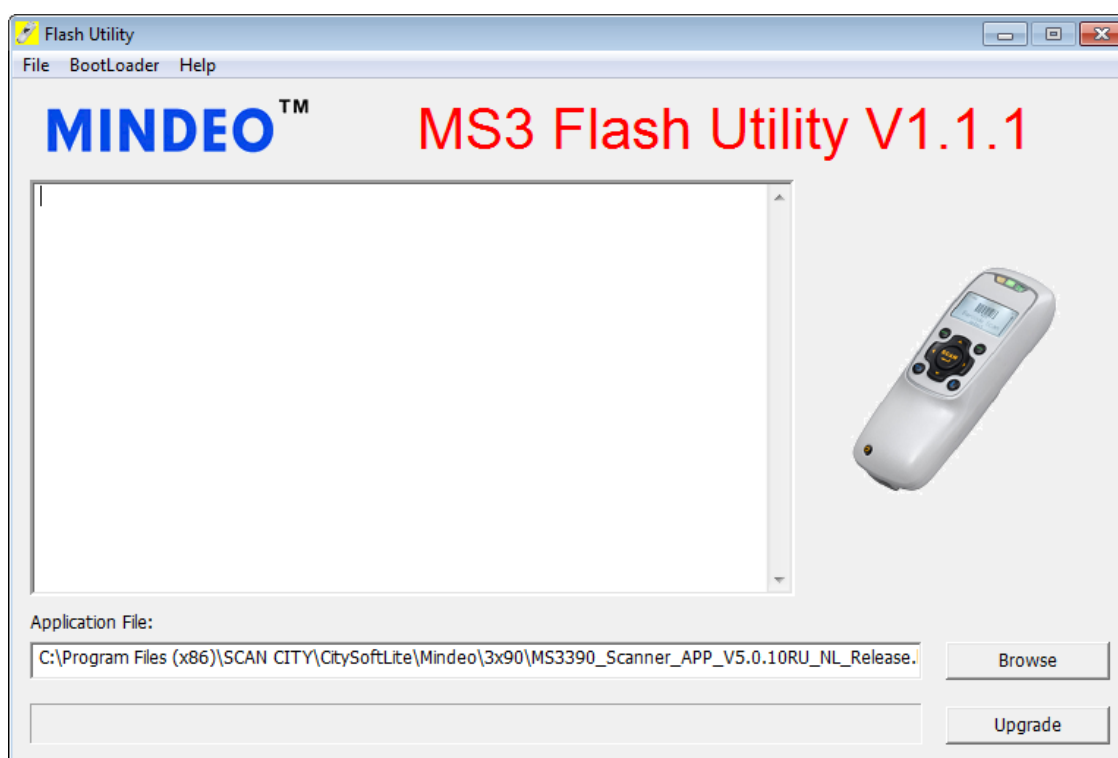 Flash Utility
File BootLoader Help
MINDEO™ MS3 Flash Utility V1.1.1
Application File:
C:\Program Files (x86)\SCAN CITY\CitySoftLite\Mindeo\3x90\MS3390_Scanner_APP_V5.0.10RU_NL_Release. Browse
Upgrade